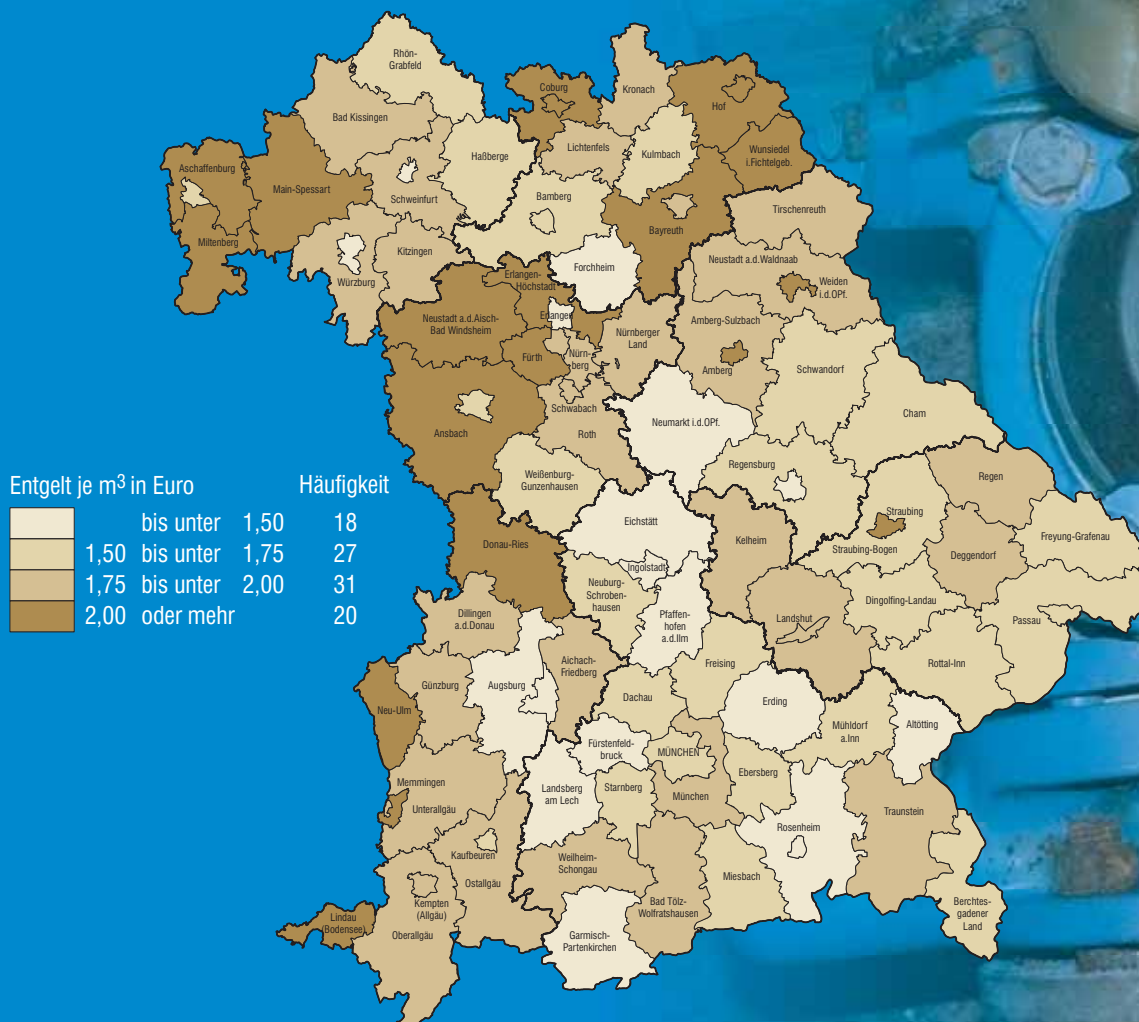 Rhön-
Grabfeld
Coburg
Kronach
Hof
Bad Kissingen
Lichtenfels
Kulmbach
Wunsiedel
i.Fichtelgeb.
Haßberge
Aschaffenburg
Main-Spessart
Schweinfurt
Bamberg
Tirschenreuth
Bayreuth
Miltenberg
Kitzingen
Würzburg
Forchheim
Neustadt a.d.Waldnaab
Weiden
i.d.OPf.
Erlangen-
Höchstadt
Erlangen
Neustadt a.d.Aisch-
Bad Windsheim
Nürnberger
Land
Amberg-Sulzbach
Fürth
Nürn-
berg
Amberg
Schwandorf
Schwabach
Ansbach
Roth
Neumarkt i.d.OPf.
Cham
Weißenburg-
Gunzenhausen
Regensburg
Regen
Entgelt je m³ in Euro Häufigkeit
bis unter 1,50 18
1,50 bis unter 1,75 27
1,75 bis unter 2,00 31
2,00 oder mehr 20
Eichstätt
Straubing
Kelheim
Straubing-Bogen
Freyung-Grafenau
Deggendorf
Donau-Ries
Ingolstadt
Neuburg-
Schroben-
hausen
Dingolfing-Landau
Pfaffen-
hofen
a.d.Ilm
Dillingen
a.d.Donau
Landshut
Passau
Aichach-
Friedberg
Freising
Rottal-Inn
Günzburg
Augsburg
Dachau
Erding
Neu-Ulm
Mühldorf
a.Inn
Altötting
Fürstenfeld-
bruck
MÜNCHEN
Ebersberg
Memmingen
Landsberg
am Lech
Starnberg
München
Unterallgäu
Traunstein
Rosenheim
Kaufbeuren
Weilheim-
Schongau
Miesbach
Ostallgäu
Kempten
(Allgäu)
Bad Tölz-
Wolfratshausen
Berchtes-
gadener
Land
Lindau
(Bodensee)
Oberallgäu
Garmisch-
Partenkirchen